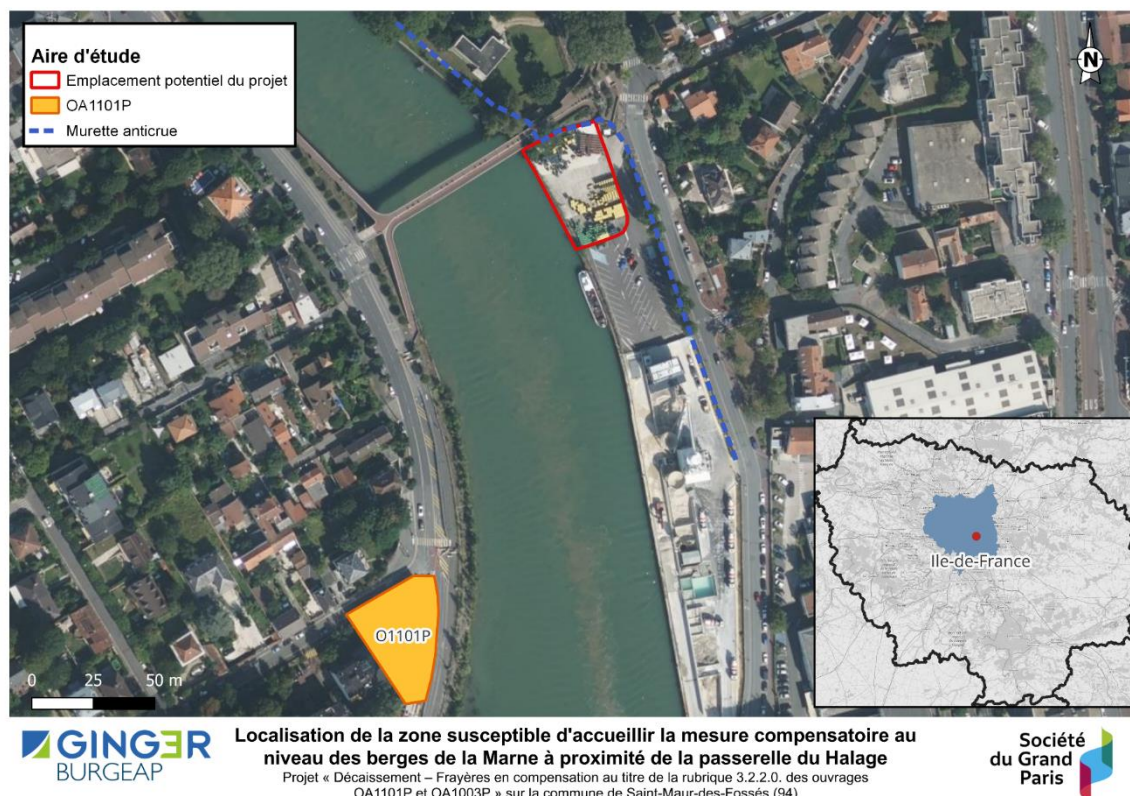 Aire d'étude
Emplacement potentiel du projet
OA1101P
Murette anticrue
N
O1101P
Ile-de-France
0 25 50 m
GINGER
BURGEAP
Localisation de la zone susceptible d'accueillir la mesure compensatoire au
niveau des berges de la Marne à proximité de la passerelle du Halage
Projet « Décaissement – Frayères en compensation au titre de la rubrique 3.2.2.0. des ouvrages
OA1101P et OA1003P » sur la commune de Saint-Maur-des-Fossés (94)
Société
du Grand
Paris